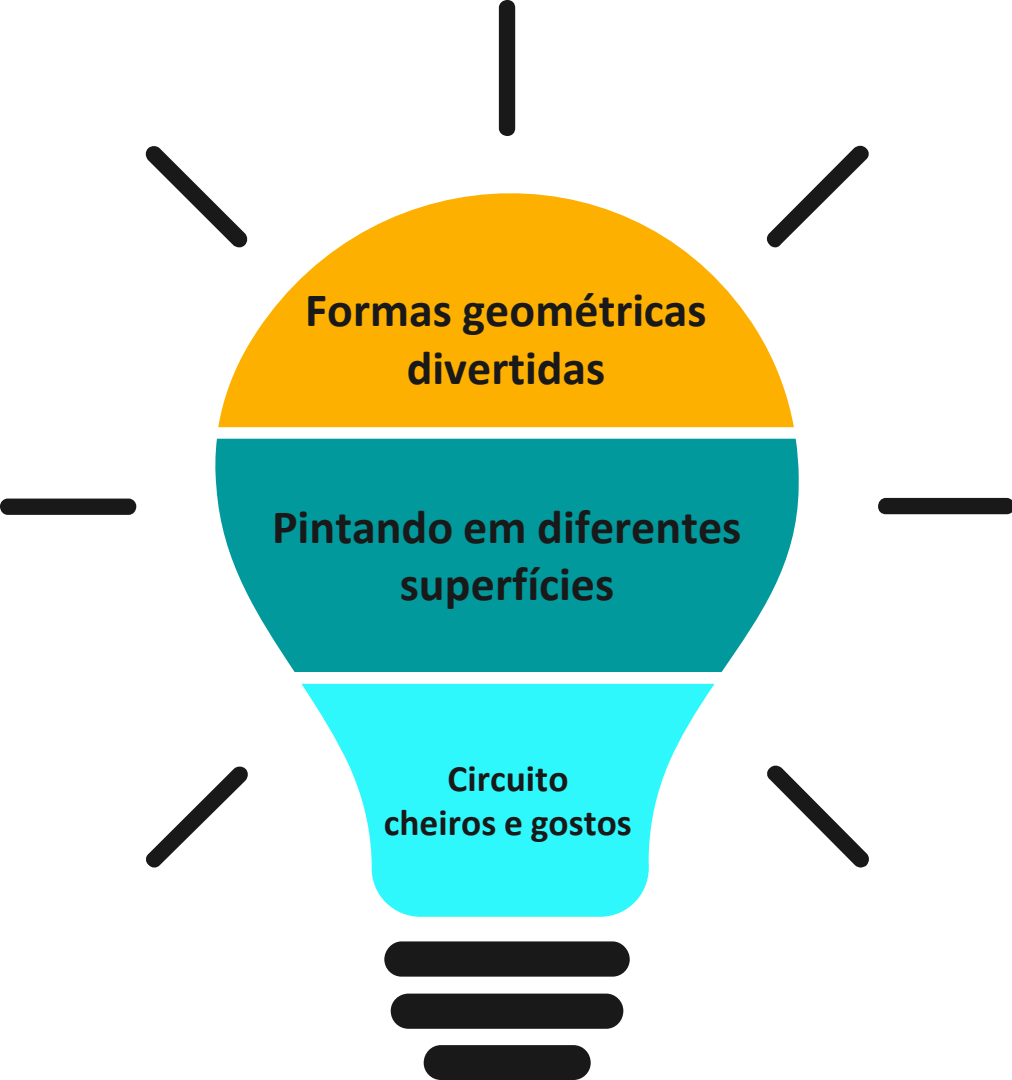 Formas geométricas
divertidas
Pintando em diferentes
superfícies
Circuito
cheiros e gostos